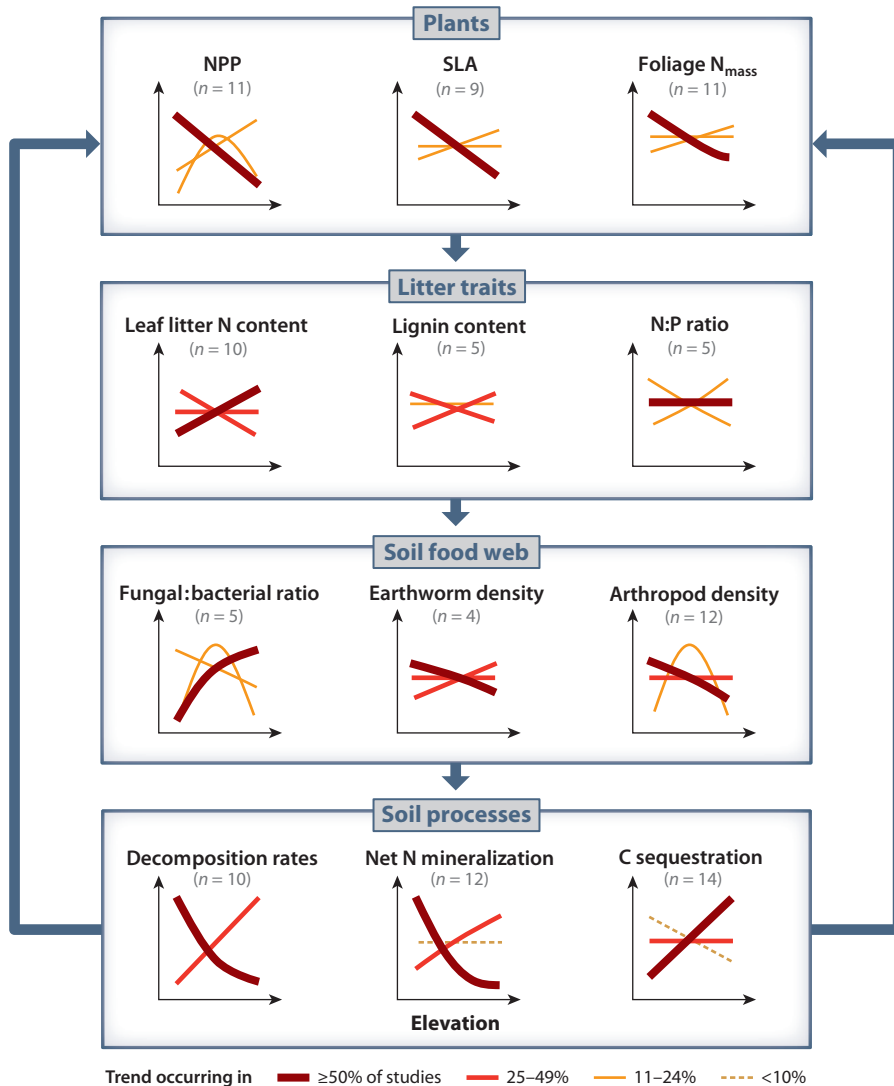 Plants
NPP
(n = 11)
SLA
(n = 9)
Foliage Nmass
(n = 11)
Litter traits
Leaf litter N content
(n = 10)
Lignin content
(n = 5)
N:P ratio
(n = 5)
Soil food web
Fungal:bacterial ratio
(n = 5)
Earthworm density
(n = 4)
Arthropod density
(n = 12)
Soil processes
Decomposition rates
(n = 10)
Net N mineralization
(n = 12)
C sequestration
(n = 14)
Elevation
Trend occurring in ≥50% of studies 25–49% 11–24% <10%